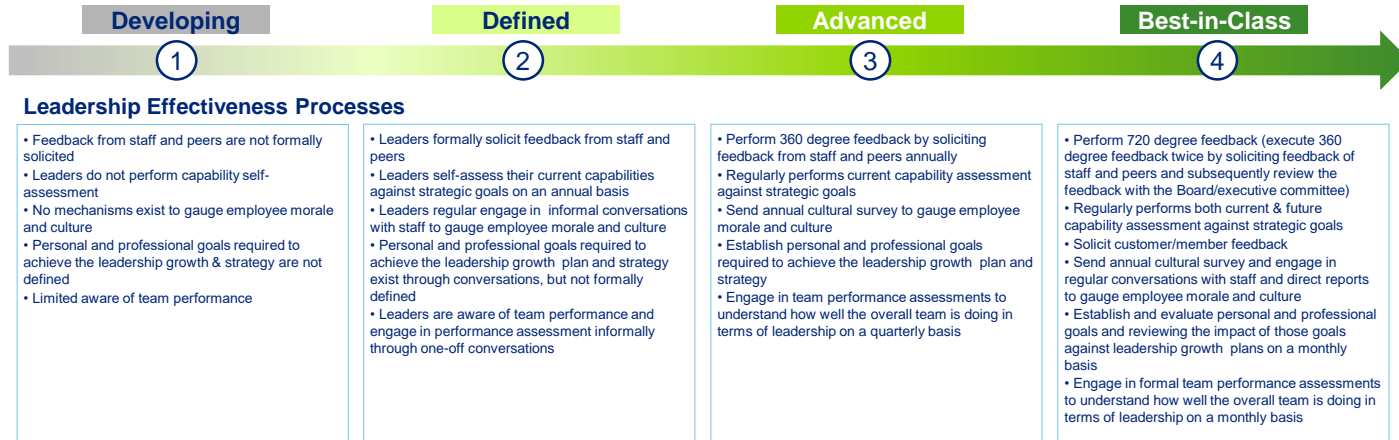 Developing
Defined
Advanced
Best-in-Class
1
2
3
4
Leadership Effectiveness Processes
• Feedback from staff and peers are not formally
solicited
• Leaders do not perform capability self-
assessment
• No mechanisms exist to gauge employee morale
and culture
• Personal and professional goals required to
achieve the leadership growth & strategy are not
defined
• Limited aware of team performance
• Leaders formally solicit feedback from staff and
peers
• Leaders self-assess their current capabilities
against strategic goals on an annual basis
• Leaders regular engage in informal conversations
with staff to gauge employee morale and culture
• Personal and professional goals required to
achieve the leadership growth plan and strategy
exist through conversations, but not formally
defined
• Leaders are aware of team performance and
engage in performance assessment informally
through one-off conversations
• Perform 360 degree feedback by soliciting
feedback from staff and peers annually
• Regularly performs current capability assessment
against strategic goals
• Send annual cultural survey to gauge employee
morale and culture
• Establish personal and professional goals
required to achieve the leadership growth plan and
strategy
• Engage in team performance assessments to
understand how well the overall team is doing in
terms of leadership on a quarterly basis
• Perform 720 degree feedback (execute 360
degree feedback twice by soliciting feedback of
staff and peers and subsequently review the
feedback with the Board/executive committee)
• Regularly performs both current & future
capability assessment against strategic goals
• Solicit customer/member feedback
• Send annual cultural survey and engage in
regular conversations with staff and direct reports
to gauge employee morale and culture
• Establish and evaluate personal and professional
goals and reviewing the impact of those goals
against leadership growth plans on a monthly
basis
• Engage in formal team performance assessments
to understand how well the overall team is doing in
terms of leadership on a monthly basis